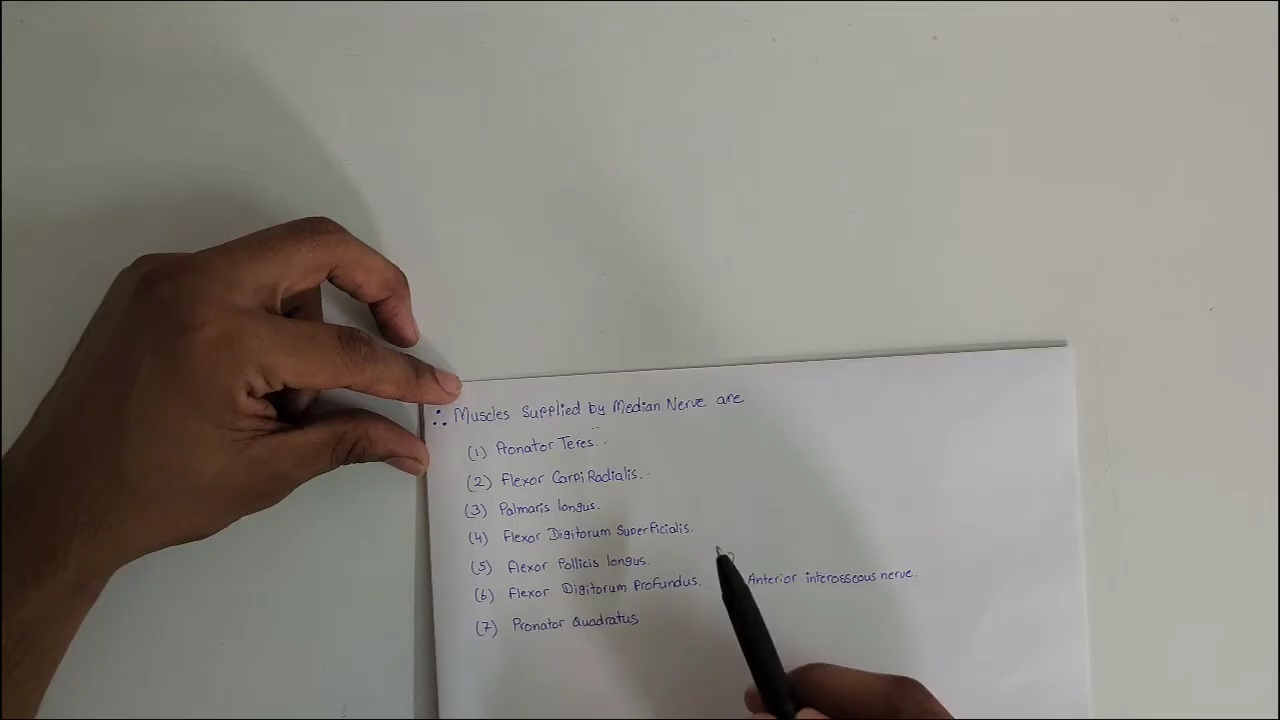 ∴ Muscles Supplied by Median Nerve are
(1) Pronator Teres.
(2) Flexor Carpi Radialis.
(3) Palmaris longus.
(4) Flexor Digitorum Superficialis.
(5) Flexor Pollicis longus.
(6) Flexor Digitorum Profundus. Anterior interosseous nerve.
(7) Pronator Quadratus